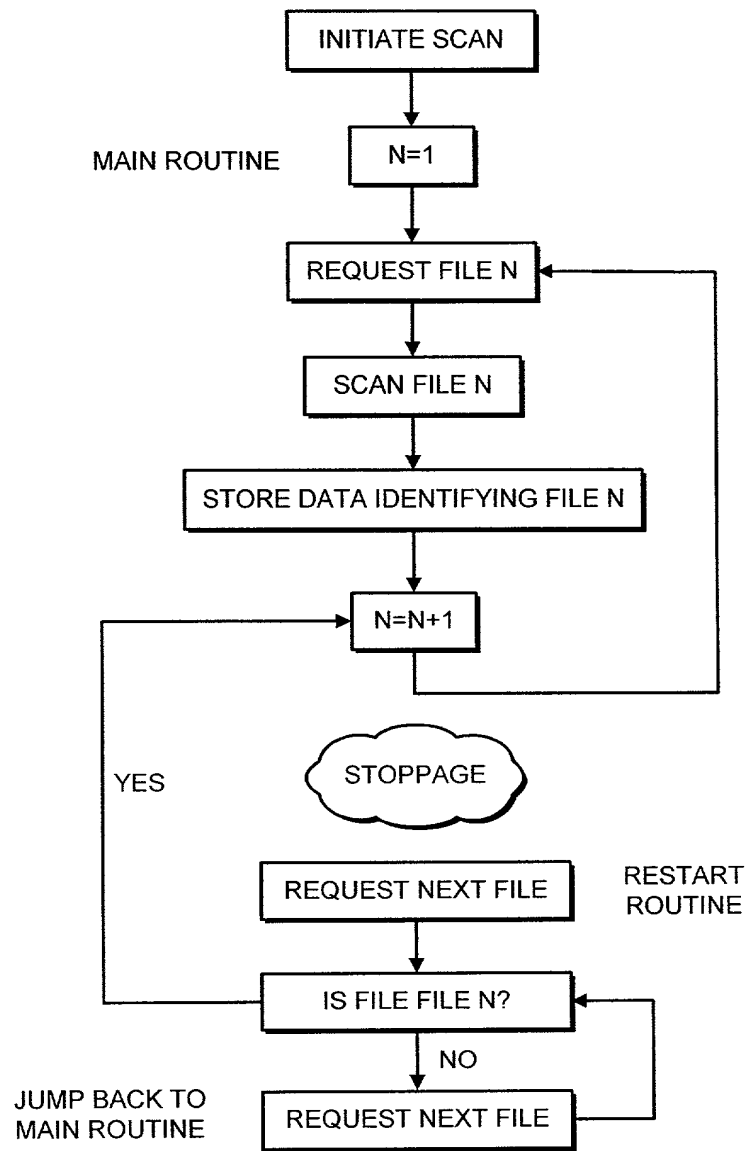 INITIATE SCAN
MAIN ROUTINE
N=1
REQUEST FILE N
SCAN FILE N
STORE DATA IDENTIFYING FILE N
N=N+1
YES
STOPPAGE
REQUEST NEXT FILE
RESTART
ROUTINE
IS FILE FILE N?
NO
JUMP BACK TO
MAIN ROUTINE
REQUEST NEXT FILE